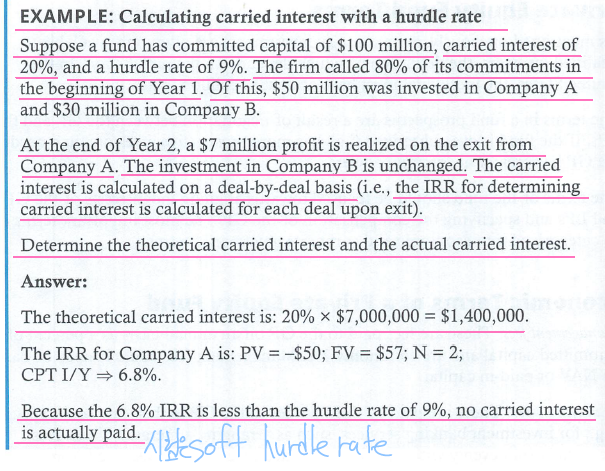 EXAMPLE: Calculating carried interest with a hurdle rate
Suppose a fund has committed capital of $100 million, carried interest of
20%, and a hurdle rate of 9%. The firm called 80% of its commitments in
the beginning of Year 1. Of this, $50 million was invested in Company A
and $30 million in Company B.
At the end of Year 2, a $7 million profit is realized on the exit from
Company A. The investment in Company B is unchanged. The carried
interest is calculated on a deal-by-deal basis (i.e., the IRR for determining
carried interest is calculated for each deal upon exit).
Determine the theoretical carried interest and the actual carried interest.
Answer:
The theoretical carried interest is: 20% × $7,000,000 = $1,400,000.
The IRR for Company A is: PV = –$50; FV = $57; N = 2;
CPT I/Y ⇒ 6.8%.
Because the 6.8% IRR is less than the hurdle rate of 9%, no carried interest
is actually paid. soft hurdle rate